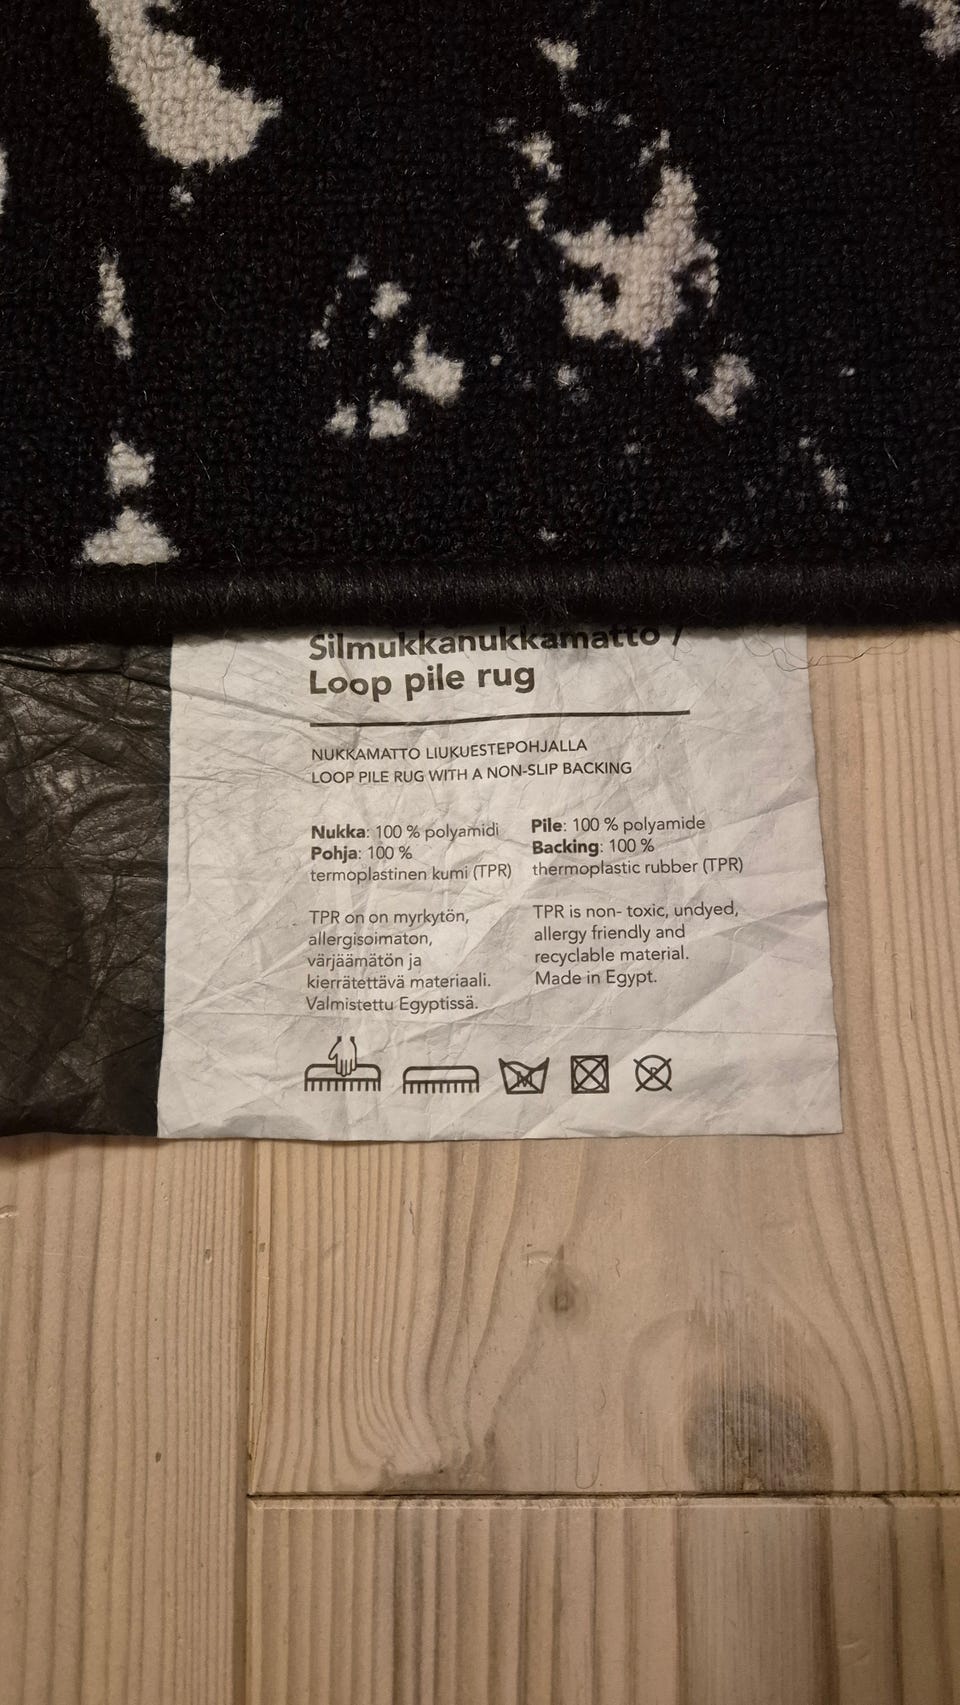 Silmukkanukkamatto /
Loop pile rug
NUKKAMATTO LIUKUESTEPOHJALLA
LOOP PILE RUG WITH A NON-SLIP BACKING
Nukka: 100 % polyamidi
Pohja: 100 %
termoplastinen kumi (TPR)
TPR on on myrkytön,
allergisoimaton,
värjäämätön ja
kierrätettävä materiaali.
Valmistettu Egyptissä.
Pile: 100 % polyamide
Backing: 100 %
thermoplastic rubber (TPR)
TPR is non- toxic, undyed,
allergy friendly and
recyclable material.
Made in Egypt.